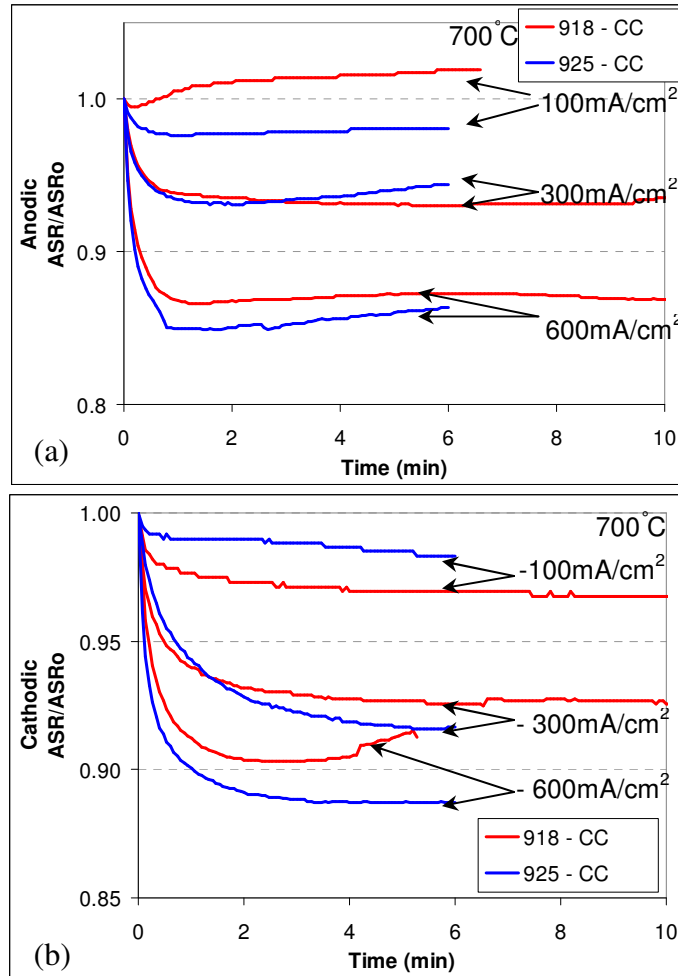 700°C
918 - CC
925 - CC
100mA/cm2
300mA/cm2
600mA/cm2
Anodic
ASR/ASRo
1.0
0.9
0.8
0 2 4 6 8 10
Time (min)
(a)
700°C
-100mA/cm2
- 300mA/cm2
- 600mA/cm2
918 - CC
925 - CC
Cathodic
ASR/ASRo
1.00
0.95
0.90
0.85
0 2 4 6 8 10
Time (min)
(b)